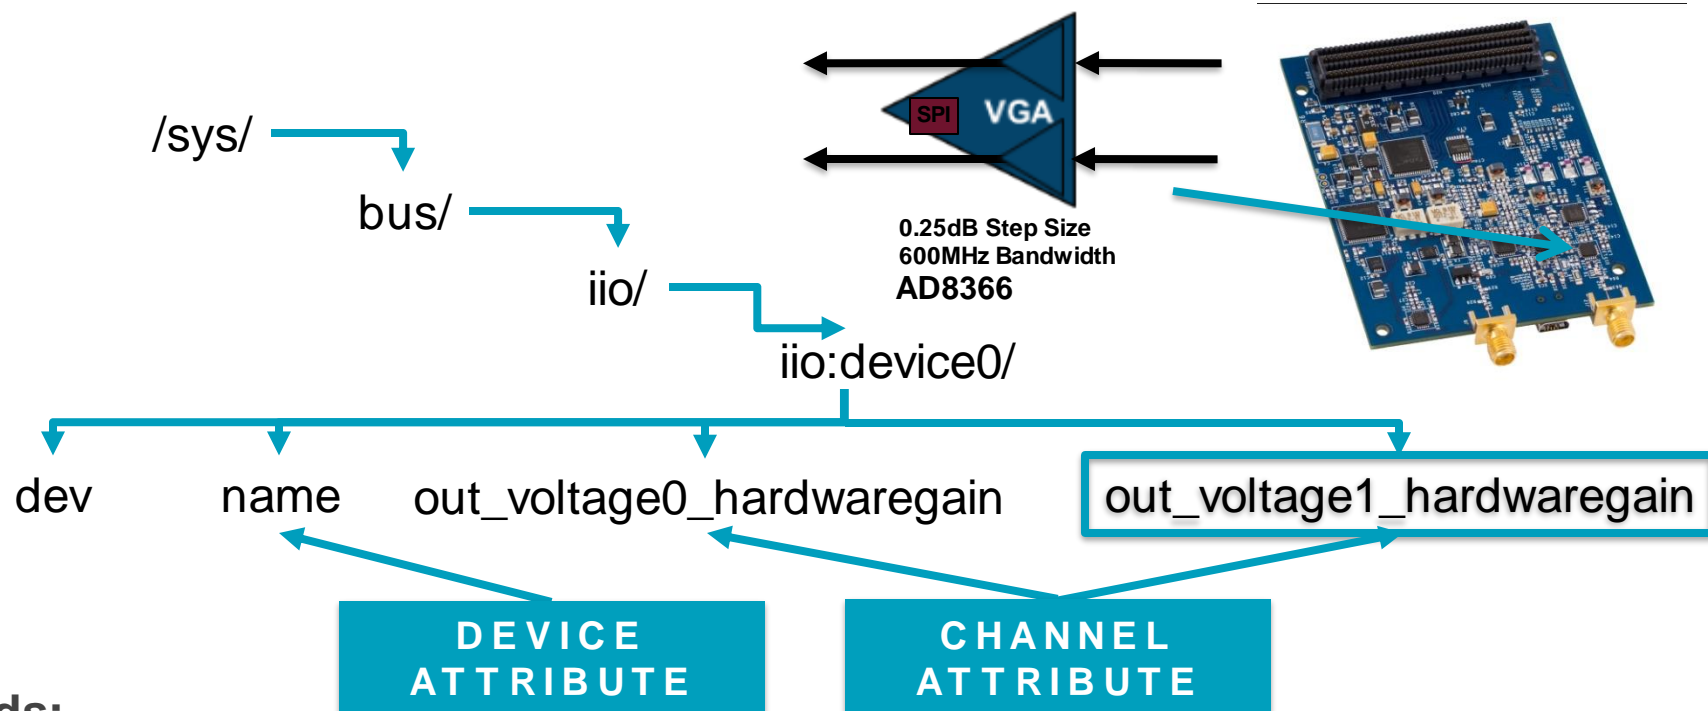 /sys/
bus/
iio/
iio:device0/
SPI
VGA
0.25dB Step Size
600MHz Bandwidth
AD8366
dev
name
out_voltage0_hardwaregain
out_voltage1_hardwaregain
DEVICE
ATTRIBUTE
CHANNEL
ATTRIBUTE
ds: